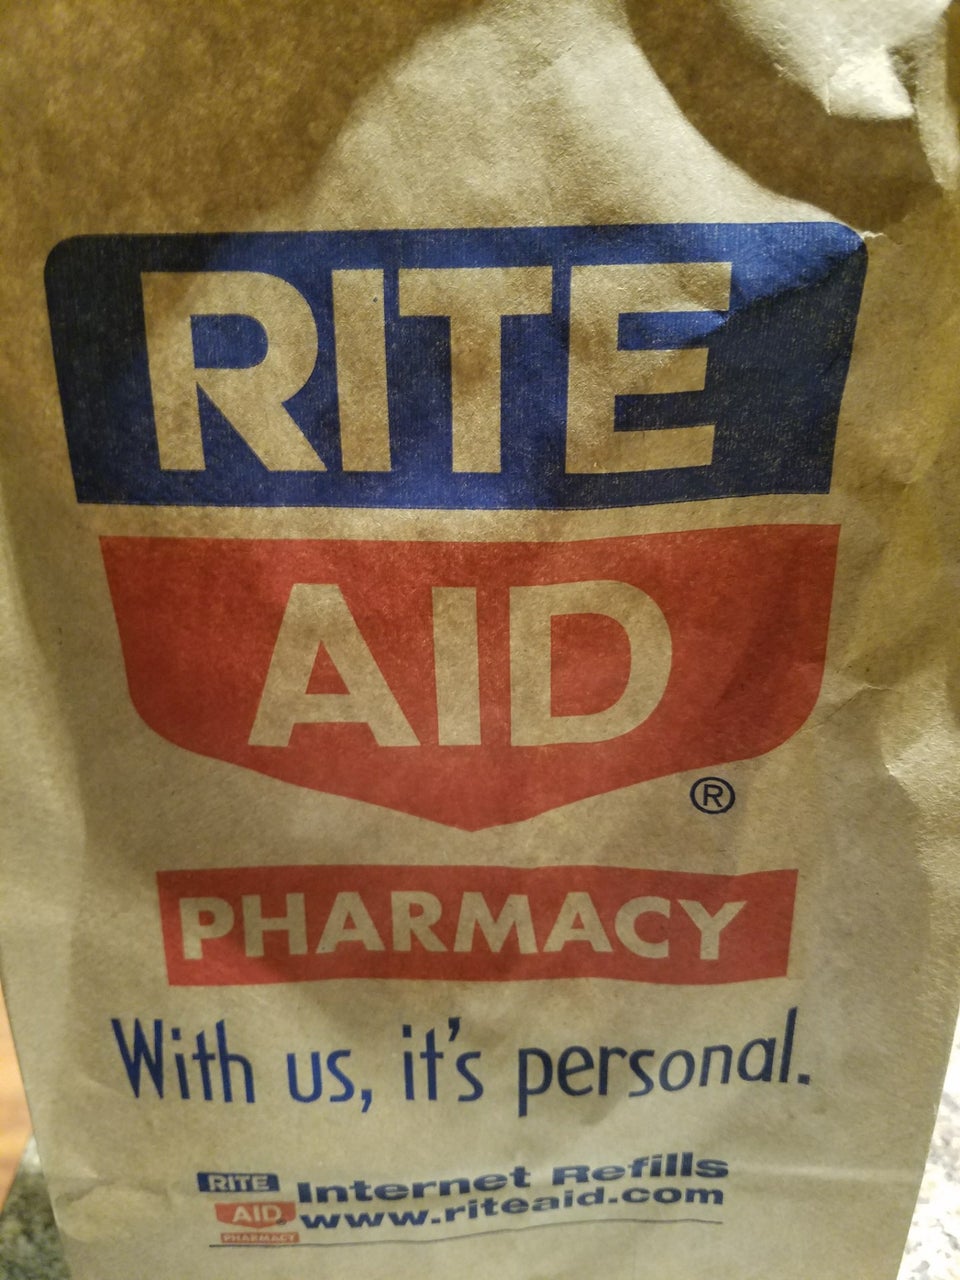 RITE
AID
®
PHARMACY
With us, it's personal.
RITE
AID
PHARMACY
Internet Refills
www.riteaid.com